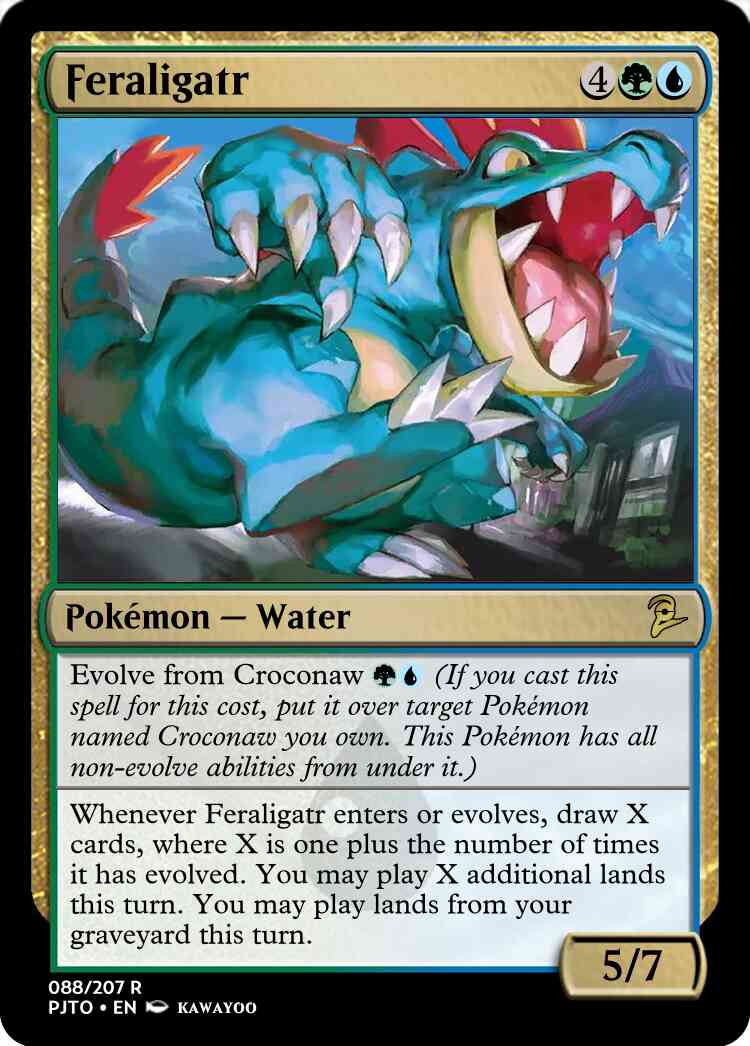 Feraligatr 4
Pokémon — Water
Evolve from Croconaw (If you cast this
spell for this cost, put it over target Pokémon
named Croconaw you own. This Pokémon has all
non-evolve abilities from under it.)
Whenever Feraligatr enters or evolves, draw X
cards, where X is one plus the number of times
it has evolved. You may play X additional lands
this turn. You may play lands from your
graveyard this turn.
5/7
088/207 R
PJTO • EN KAWAYOO